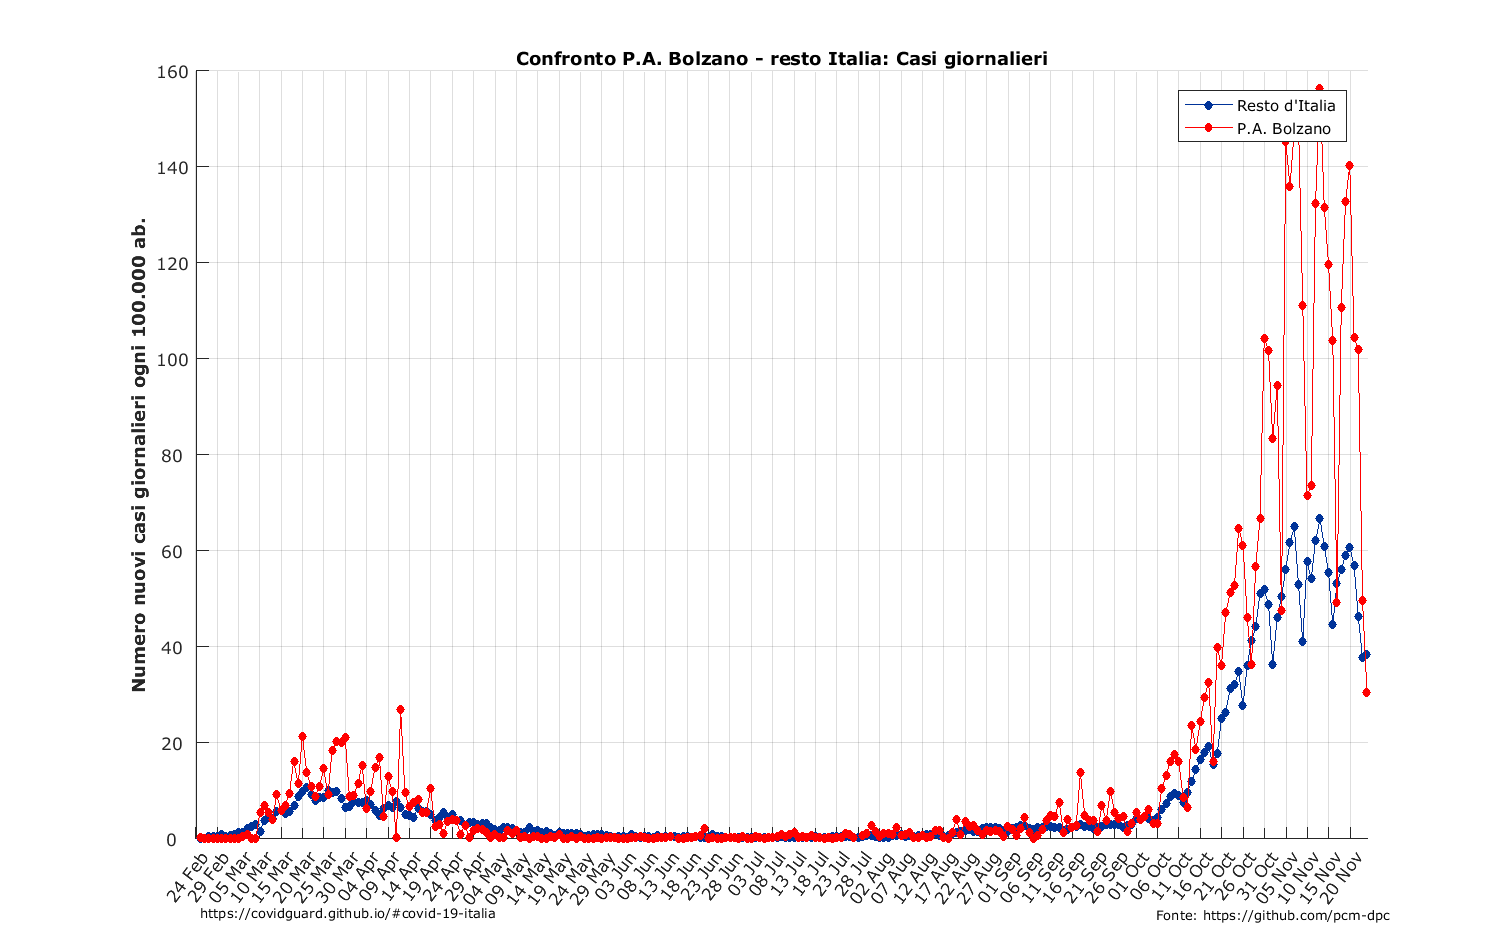 Confronto P.A. Bolzano - resto Italia: Casi giornalieri
Numero nuovi casi giornalieri ogni 100.000 ab.
160
140
120
100
80
60
40
20
0
Resto d'Italia
P.A. Bolzano
24 Feb
29 Feb
05 Mar
10 Mar
15 Mar
20 Mar
25 Mar
30 Mar
04 Apr
09 Apr
14 Apr
19 Apr
24 Apr
29 Apr
04 May
09 May
14 May
19 May
24 May
29 May
03 Jun
08 Jun
13 Jun
18 Jun
23 Jun
28 Jun
03 Jul
08 Jul
13 Jul
18 Jul
23 Jul
28 Jul
02 Aug
07 Aug
12 Aug
17 Aug
22 Aug
27 Aug
01 Sep
06 Sep
11 Sep
16 Sep
21 Sep
26 Sep
01 Oct
06 Oct
11 Oct
16 Oct
21 Oct
26 Oct
31 Oct
05 Nov
10 Nov
15 Nov
20 Nov
https://covidguard.github.io/#covid-19-italia
Fonte: https://github.com/pcm-dpc